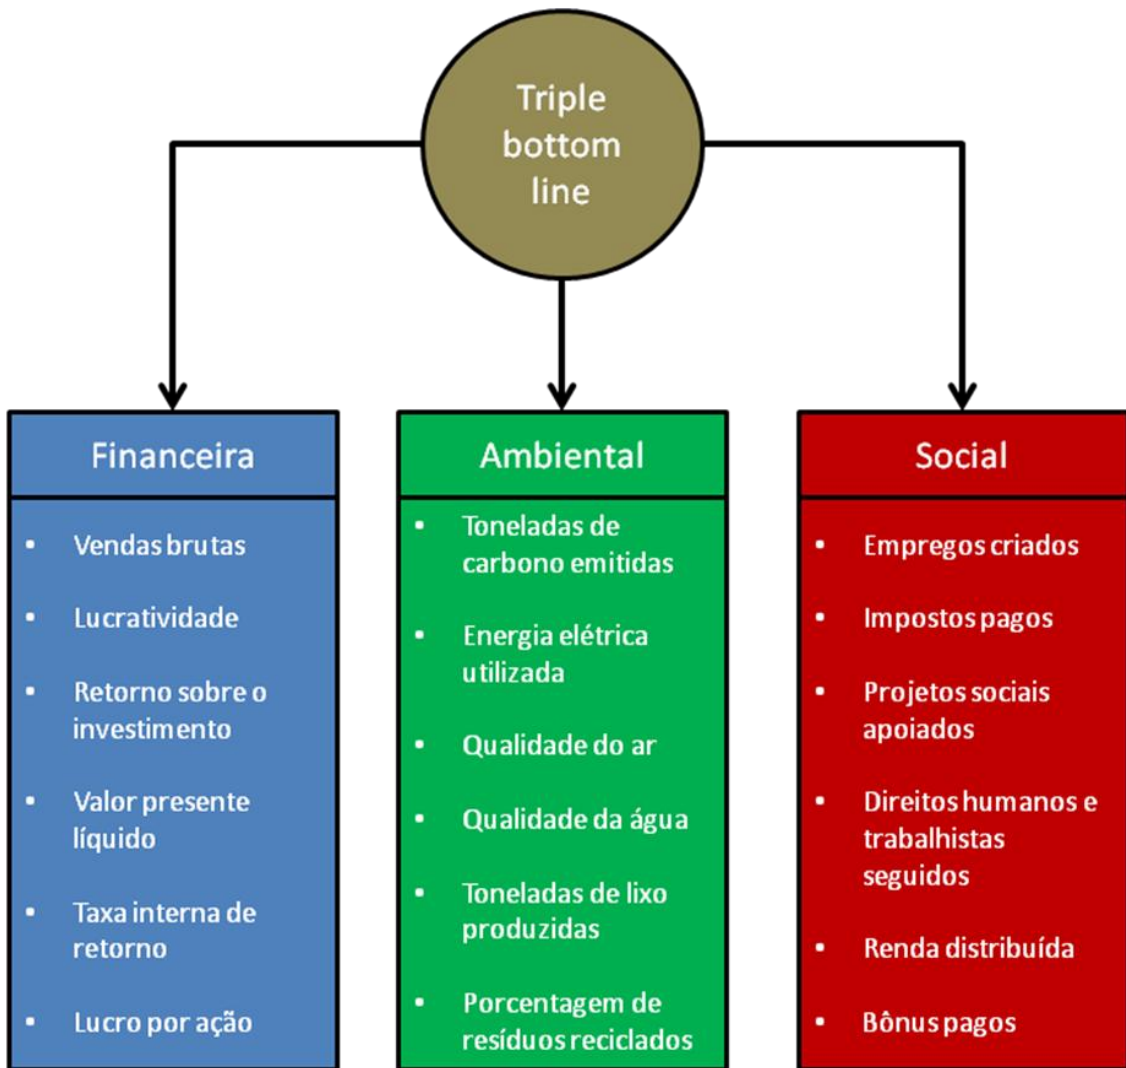 Triple
bottom
line
Financeira
▪ Vendas brutas
▪ Lucratividade
▪ Retorno sobre o
investimento
▪ Valor presente
líquido
▪ Taxa interna de
retorno
▪ Lucro por ação
Ambiental
▪ Toneladas de
carbono emitidas
▪ Energia elétrica
utilizada
▪ Qualidade do ar
▪ Qualidade da água
▪ Toneladas de lixo
produzidas
▪ Porcentagem de
resíduos reciclados
Social
▪ Empregos criados
▪ Impostos pagos
▪ Projetos sociais
apoiados
▪ Direitos humanos e
trabalhistas
seguidos
▪ Renda distribuída
▪ Bônus pagos